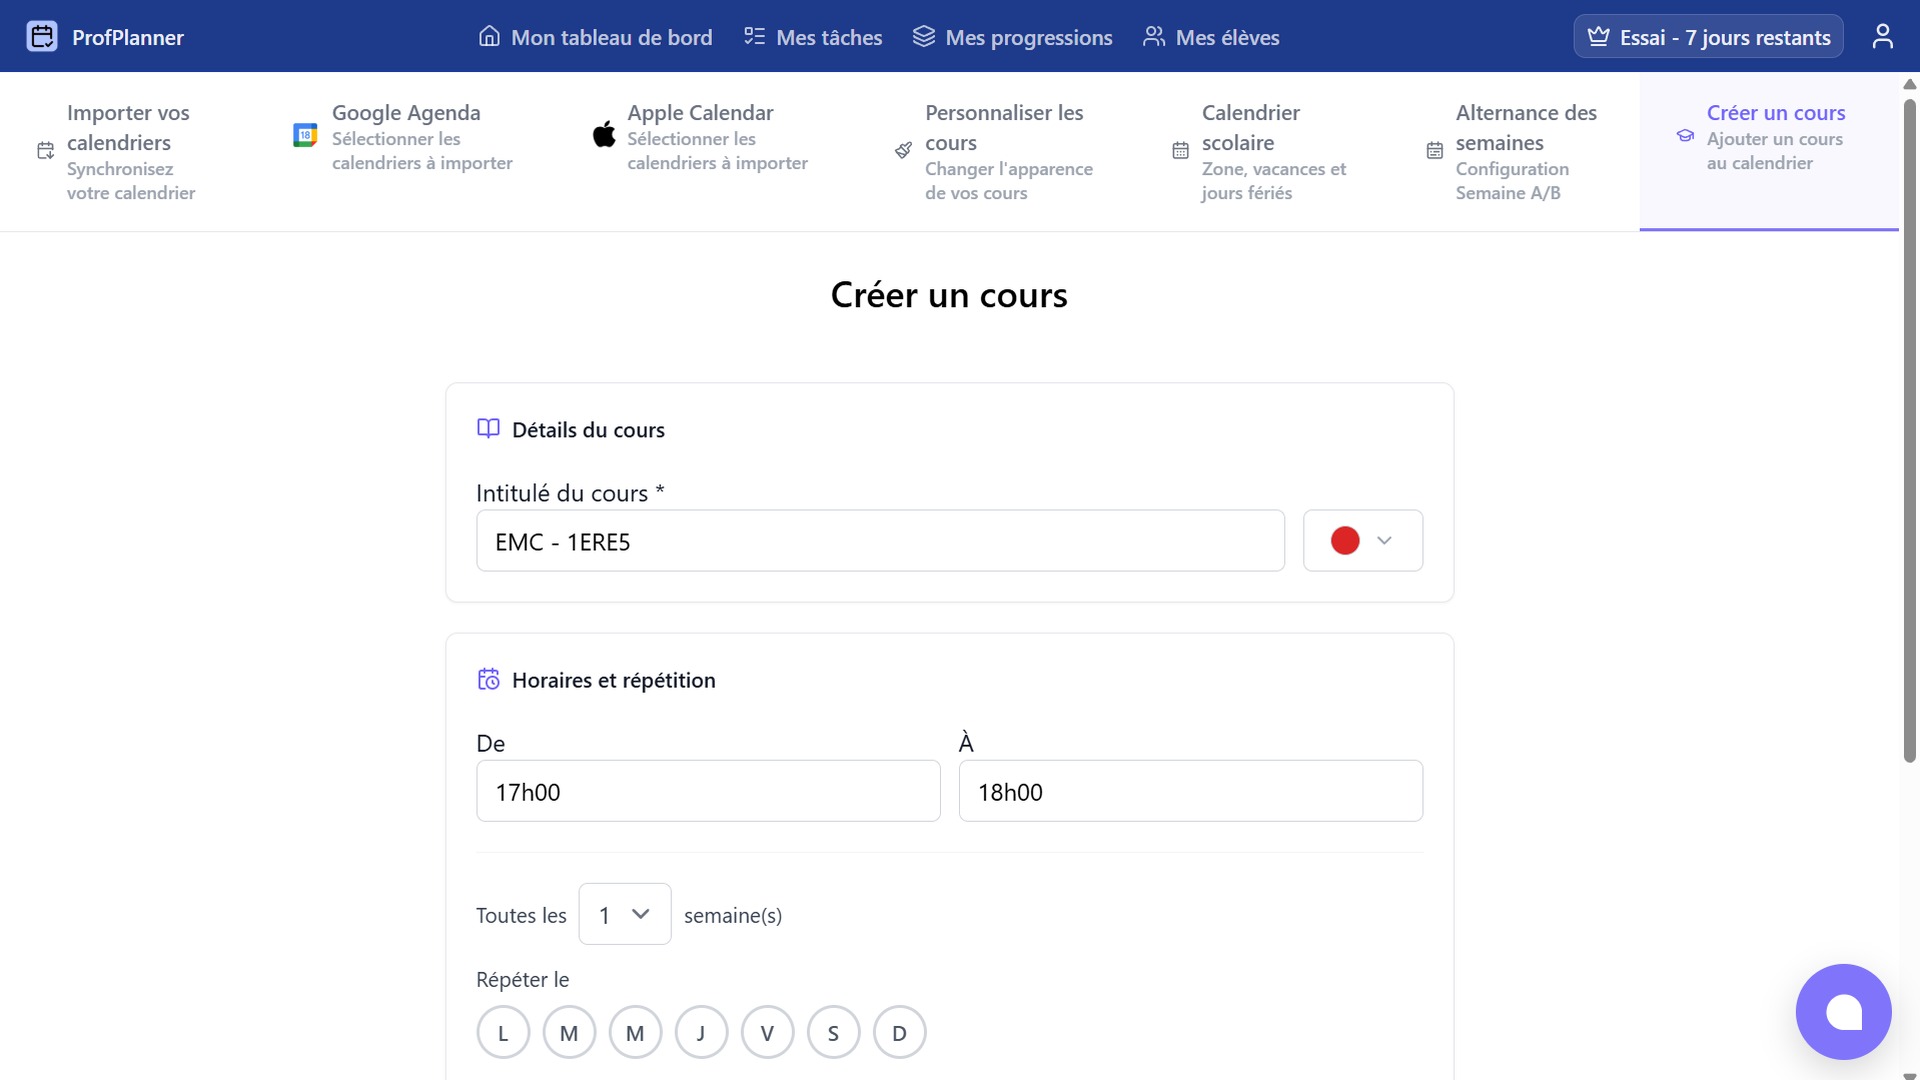 ProfPlanner
Mon tableau de bord
Mes tâches
Mes progressions
Mes élèves
Essai - 7 jours restants
Importer vos
calendriers
Synchronisez
votre calendrier
18
Google Agenda
Sélectionner les
calendriers à importer
Apple Calendar
Sélectionner les
calendriers à importer
Personnaliser les
cours
Changer l'apparence
de vos cours
Calendrier
scolaire
Zone, vacances et
jours fériés
Alternance des
semaines
Configuration
Semaine A/B
Créer un cours
Ajouter un cours
au calendrier
Créer un cours
Détails du cours
Intitulé du cours *
EMC - 1ERE5
Horaires et répétition
De
À
17h00
18h00
Toutes les 1 semaine(s)
Répéter le
L M M J V S D